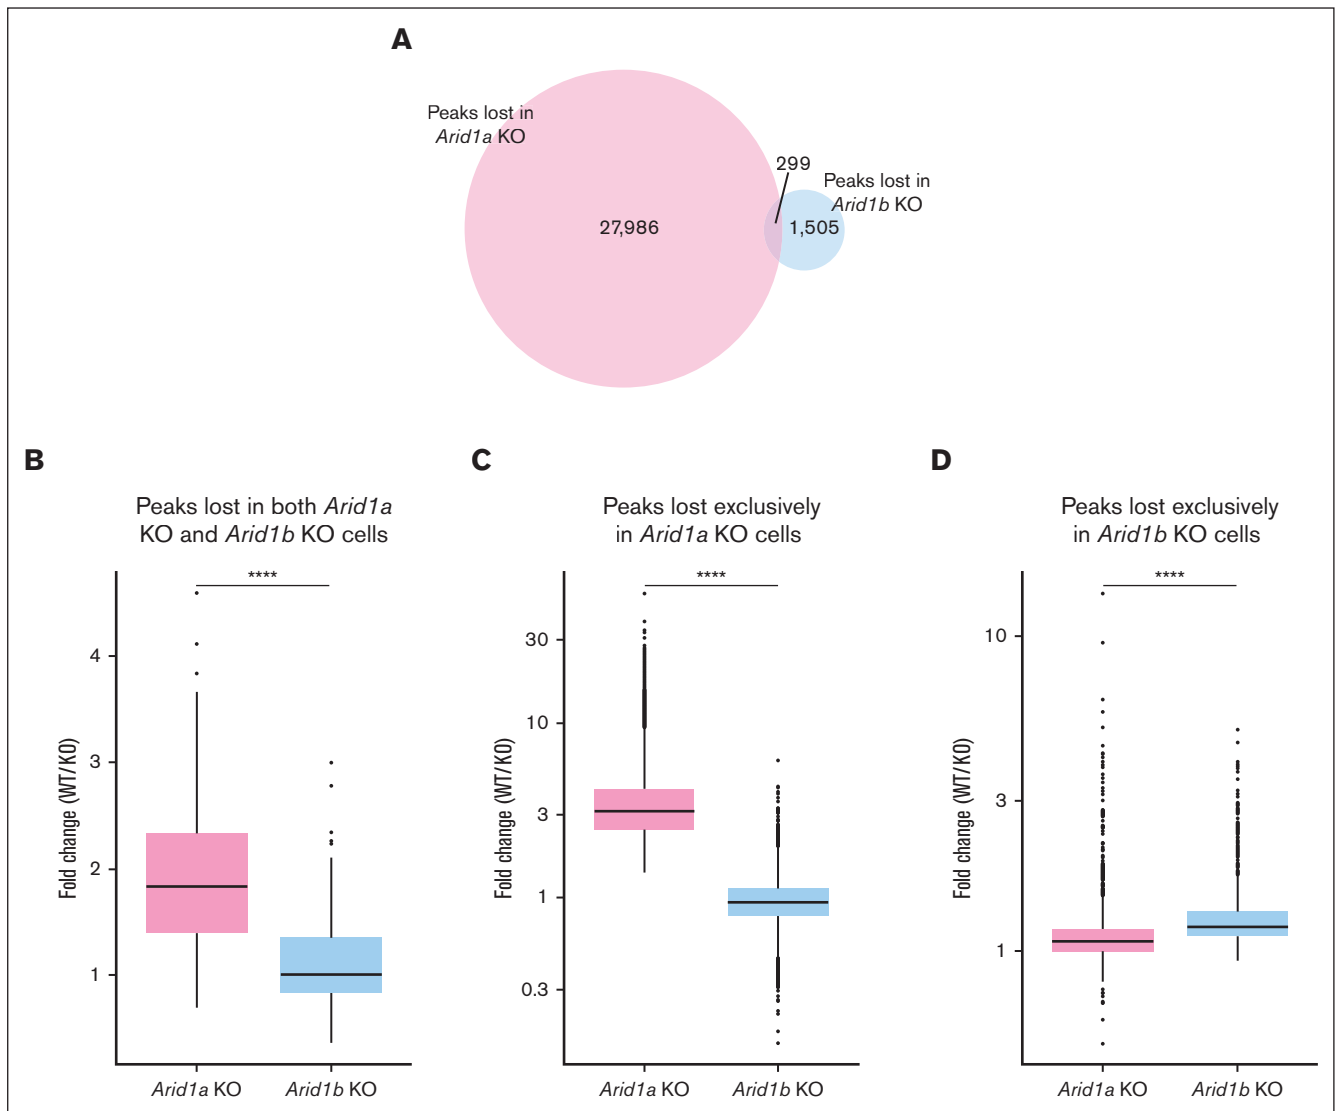 A
Peaks lost in
Arid1a KO
299
Peaks lost in
Arid1b KO
27,986
1,505
B
Peaks lost in both Arid1a
KO and Arid1b KO cells
****
4
3
2
1
Fold change (WT/KO)
Arid1a KO
Arid1b KO
C
Peaks lost exclusively
in Arid1a KO cells
****
30
10
3
1
0.3
Fold change (WT/KO)
Arid1a KO
Arid1b KO
D
Peaks lost exclusively
in Arid1b KO cells
****
10
3
1
Fold change (WT/KO)
Arid1a KO
Arid1b KO